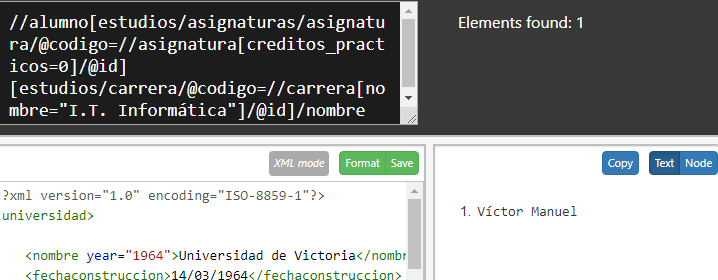 //alumno[estudios/asignaturas/asignatu
ra/@codigo=//asignatura[creditos_pract
icos=0]/@id]
[estudios/carrera/@codigo=//carrera[no
mbre="I.T. Informática"]/@id]/nombre
Elements found: 1
XML mode
Format
Save
Copy
Text
Node
?xml version="1.0" encoding="ISO-8859-1"?>
universidad>
<nombre year="1964">Universidad de Victoria</nombr
<fechaconstruccion>14/03/1964</fechaconstruccion>
1. Víctor Manuel